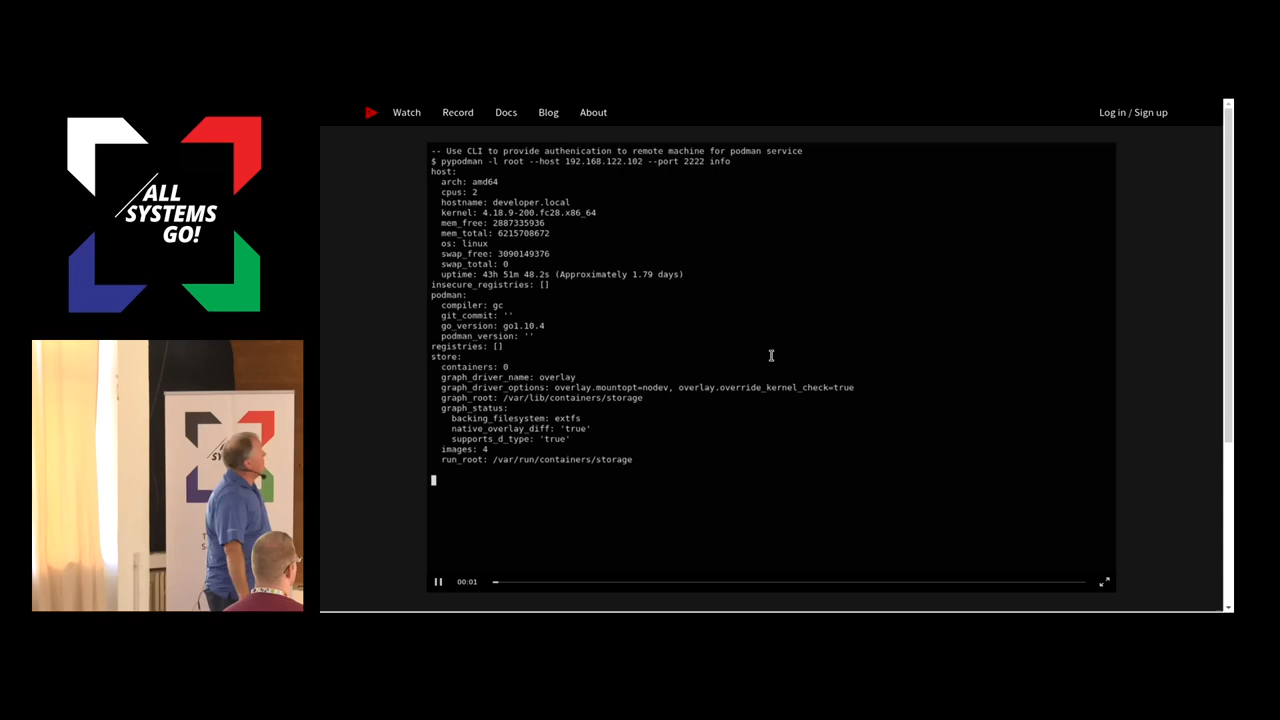 ALL
SYSTEMS
GO!
Watch Record Docs Blog About Log in / Sign up
-- Use CLI to provide authenication to remote machine for podman service
$ pypodman -l root --host 192.168.122.102 --port 2222 info
host:
  arch: amd64
  cpus: 2
  hostname: developer.local
  kernel: 4.18.9-200.fc28.x86_64
  mem_free: 2887335936
  mem_total: 6215708672
  os: linux
  swap_free: 3090149376
  swap_total: 0
  uptime: 43h 51m 48.2s (Approximately 1.79 days)
insecure_registries: []
podman:
  compiler: gc
  git_commit: ''
  go_version: go1.10.4
  podman_version: ''
registries: []
store:
  containers: 0
  graph_driver_name: overlay
  graph_driver_options: overlay.mountopt=nodev, overlay.override_kernel_check=true
  graph_root: /var/lib/containers/storage
  graph_status:
    backing_filesystem: extfs
    native_overlay_diff: 'true'
    supports_d_type: 'true'
  images: 4
  run_root: /var/run/containers/storage
00:01